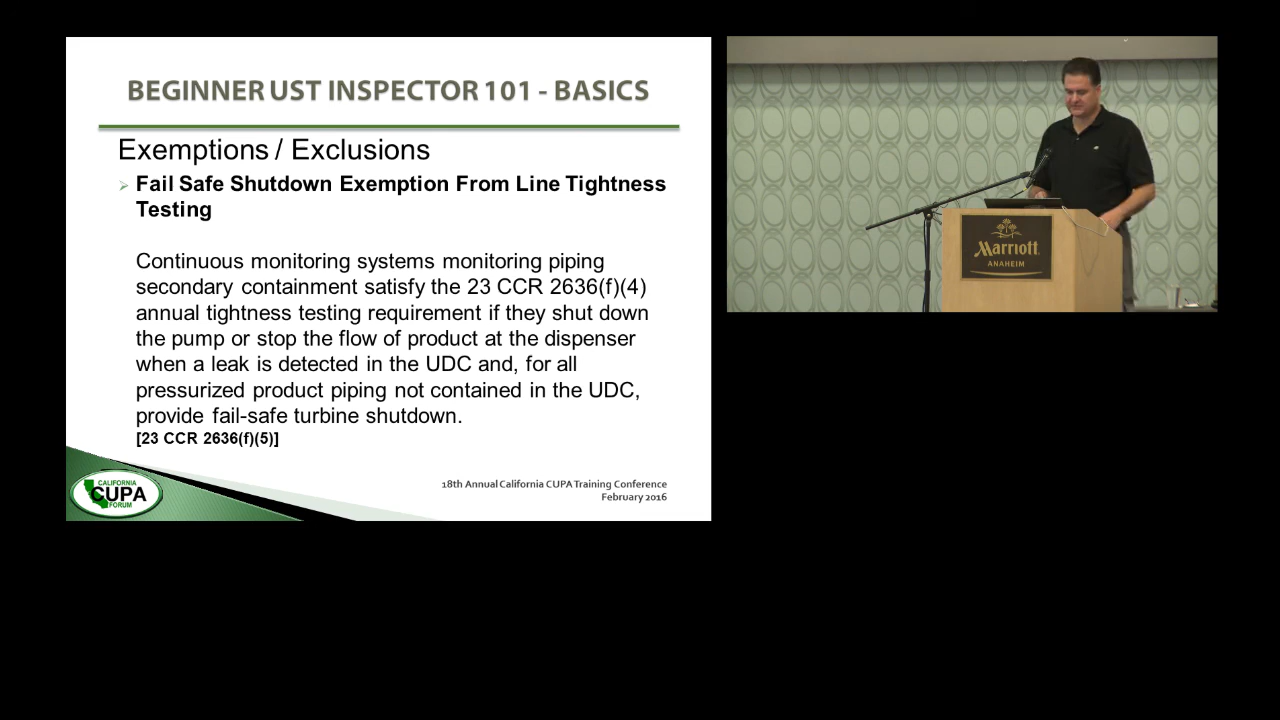 BEGINNER UST INSPECTOR 101 - BASICS
Exemptions / Exclusions
Fail Safe Shutdown Exemption From Line Tightness
Testing
Continuous monitoring systems monitoring piping
secondary containment satisfy the 23 CCR 2636(f)(4)
annual tightness testing requirement if they shut down
the pump or stop the flow of product at the dispenser
when a leak is detected in the UDC and, for all
pressurized product piping not contained in the UDC,
provide fail-safe turbine shutdown.
[23 CCR 2636(f)(5)]
CALIFORNIA
CUPA
FORUM
18th Annual California CUPA Training Conference
February 2016
Marriott
ANAHEIM